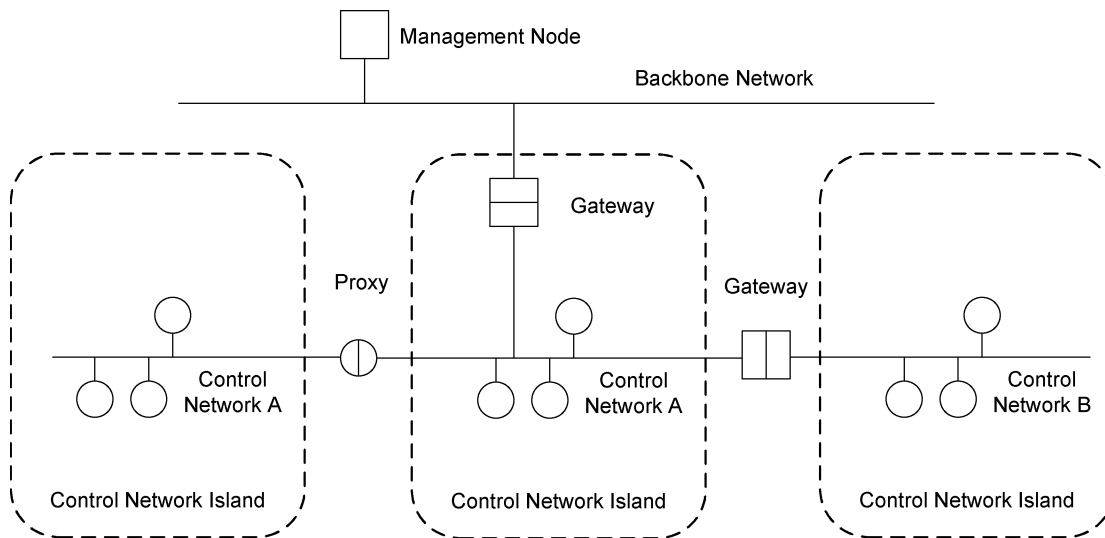 Management Node
Backbone Network
Gateway
Proxy
Gateway
Control
Network A
Control
Network A
Control
Network B
Control Network Island
Control Network Island
Control Network Island